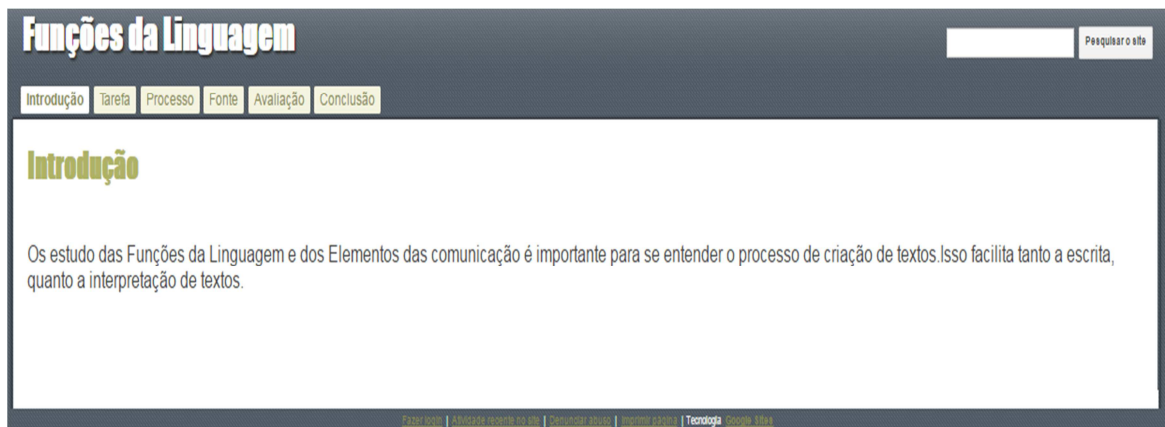 Funções da Linguagem
Pesquisar o site
Introdução Tarefa Processo Fonte Avaliação Conclusão
Introdução
Os estudo das Funções da Linguagem e dos Elementos das comunicação é importante para se entender o processo de criação de textos.Isso facilita tanto a escrita,
quanto a interpretação de textos.
Fazer login | Atividade recente no site | Denunciar abuso | Imprimir página | Tecnologia Google Sites